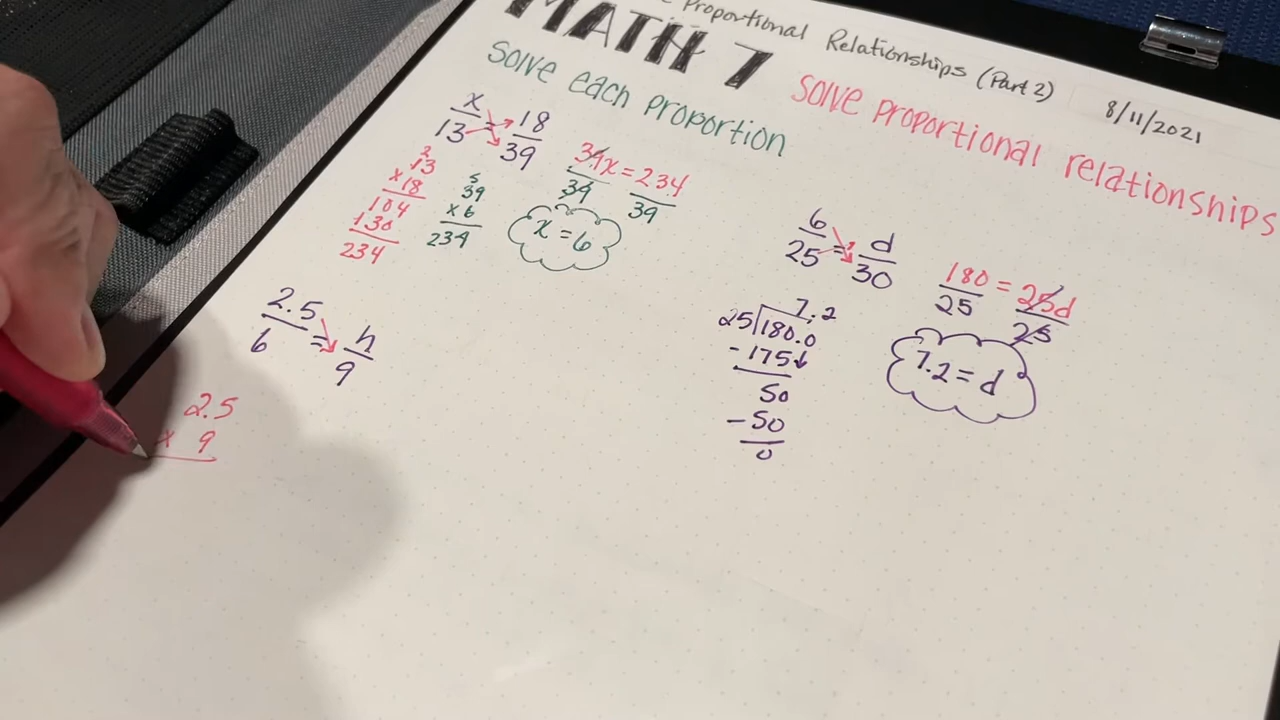 Proportional Relationships (Part 2)
8/11/2021
MATH 7 Solve proportional relationships
Solve each proportion
x/13 = 18/39
39x = 234
39 39
x = 6
2
13
x 18
104
130
234
5
39
x 6
234
6/25 = d/30
180 = 25d
25 25
7.2 = d
7.2
25)180.0
- 175
50
- 50
0
2.5/6 = h/9
2.5
x 9